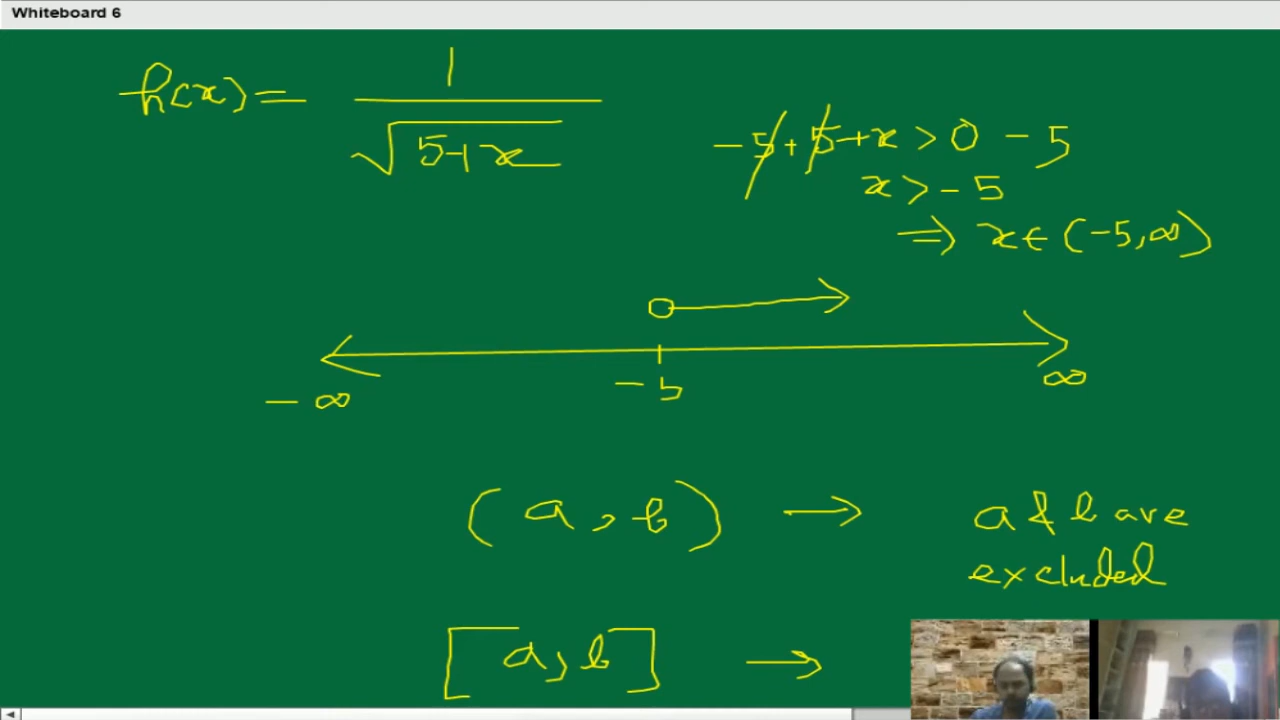 Whiteboard 6
h(x) = 1 / √(5+x)
-5+5+x > 0 - 5
x > -5
⇒ x ∈ (-5, ∞)
-5
-∞ ∞
(a, b) → a & b are
excluded
[a, b] →